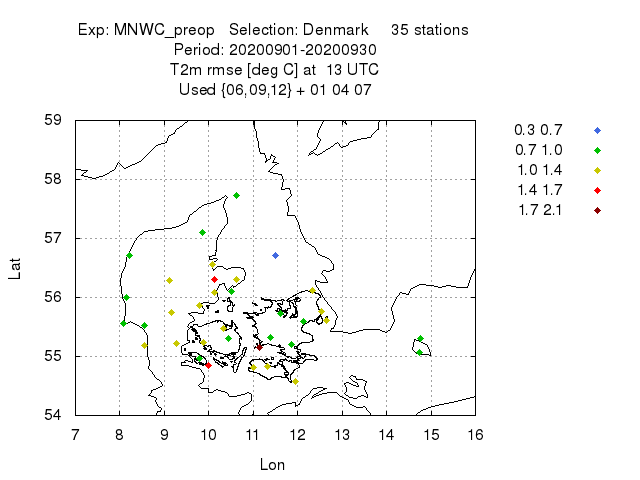 Exp: MNWC_preop Selection: Denmark 35 stations
Period: 20200901-20200930
T2m rmse [deg C] at 13 UTC
Used {06,09,12} + 01 04 07
0.3 0.7
0.7 1.0
1.0 1.4
1.4 1.7
1.7 2.1
Lat
59
58
57
56
55
54
7 8 9 10 11 12 13 14 15 16
Lon